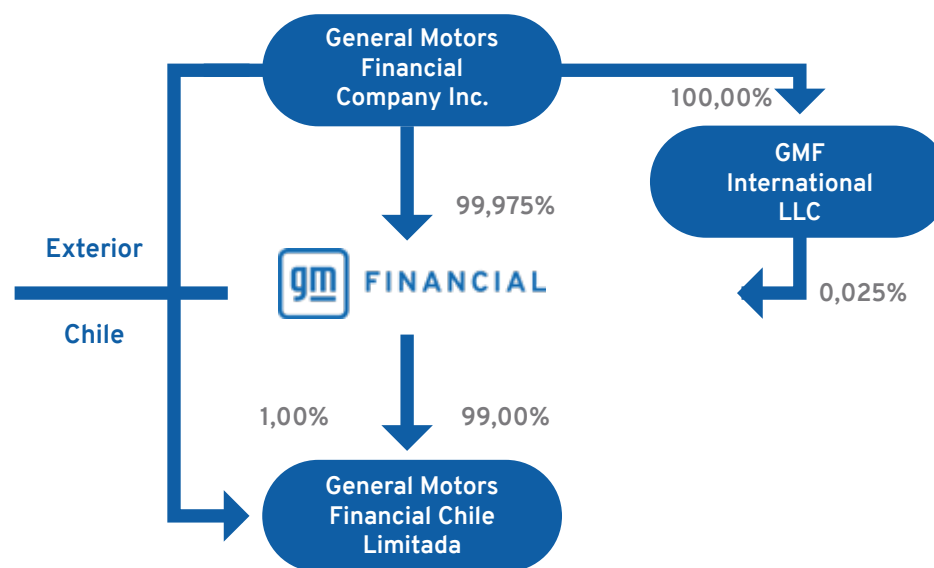 General Motors
Financial
Company Inc.
100,00%
GMF
International
LLC
99,975%
Exterior
gm FINANCIAL
0,025%
Chile
1,00%
99,00%
General Motors
Financial Chile
Limitada